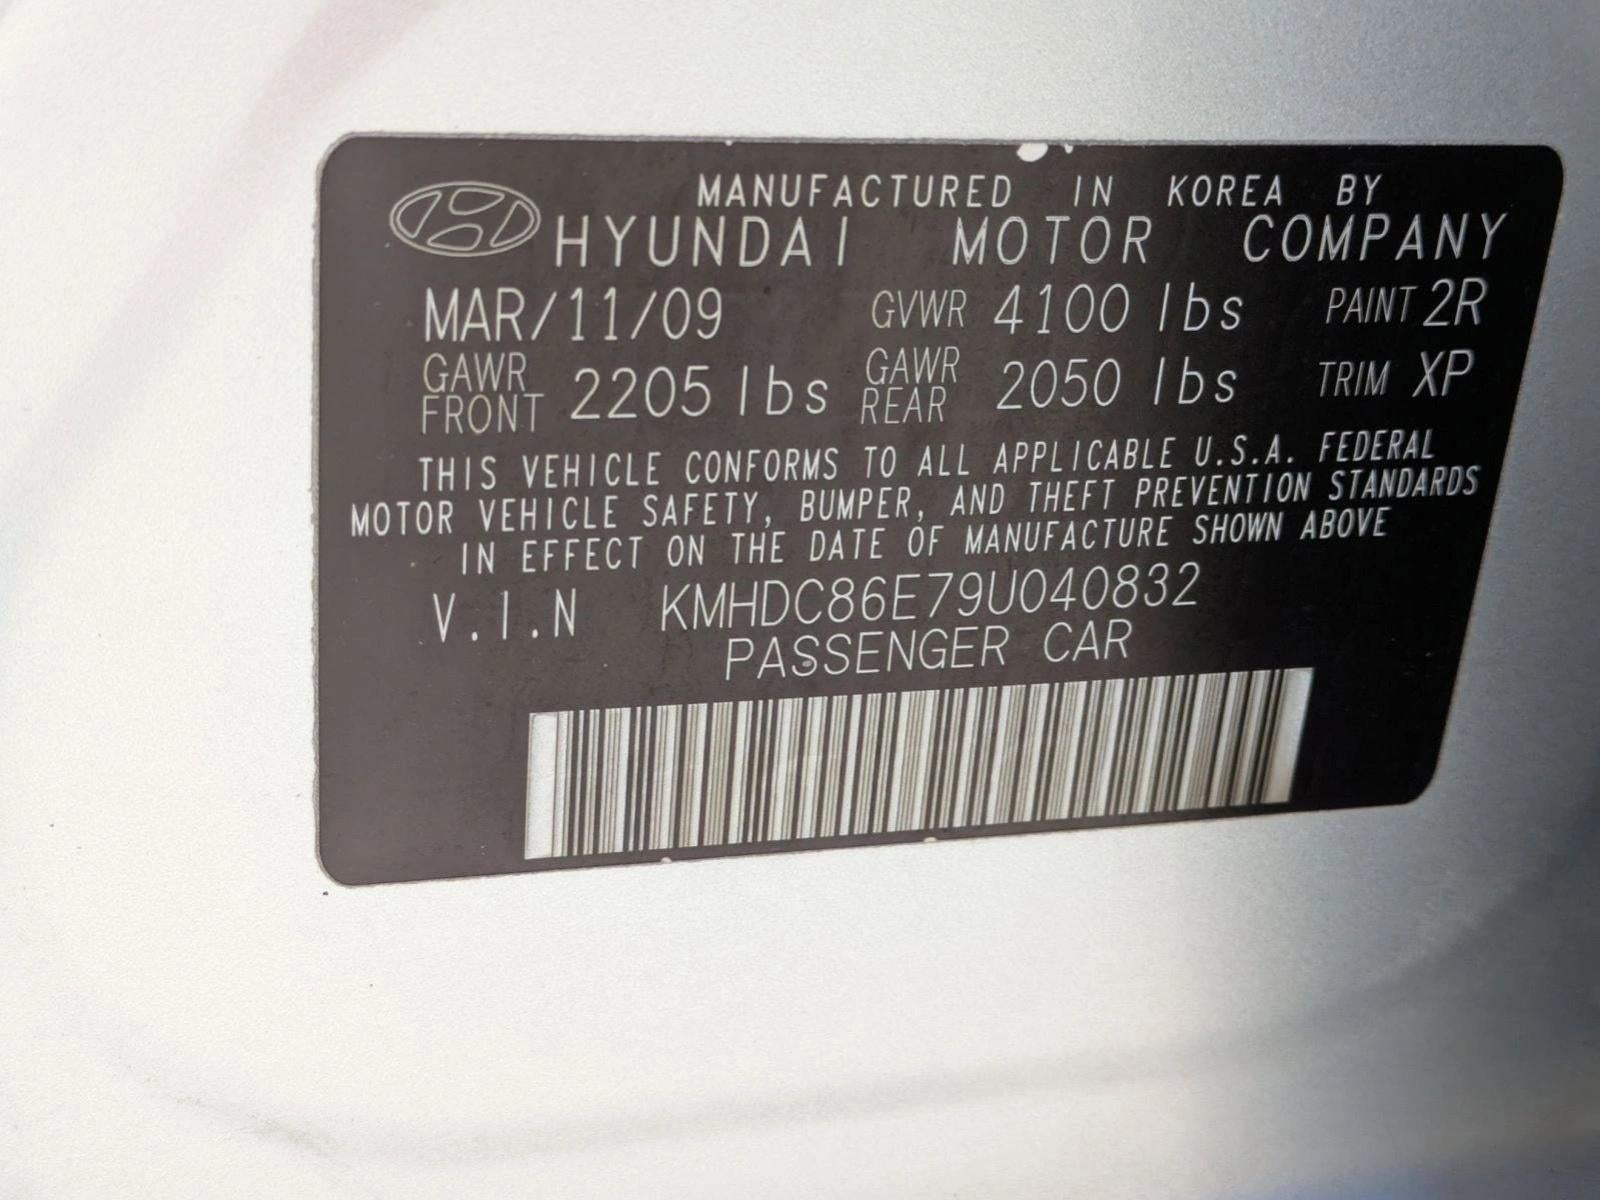 MANUFACTURED IN KOREA BY
HYUNDAI MOTOR COMPANY
MAR/11/09 GVWR 4100 lbs PAINT 2R
GAWR FRONT 2205 lbs GAWR REAR 2050 lbs TRIM XP
THIS VEHICLE CONFORMS TO ALL APPLICABLE U.S.A. FEDERAL
MOTOR VEHICLE SAFETY, BUMPER, AND THEFT PREVENTION STANDARDS
IN EFFECT ON THE DATE OF MANUFACTURE SHOWN ABOVE
V.I.N KMHDC86E79U040832
PASSENGER CAR